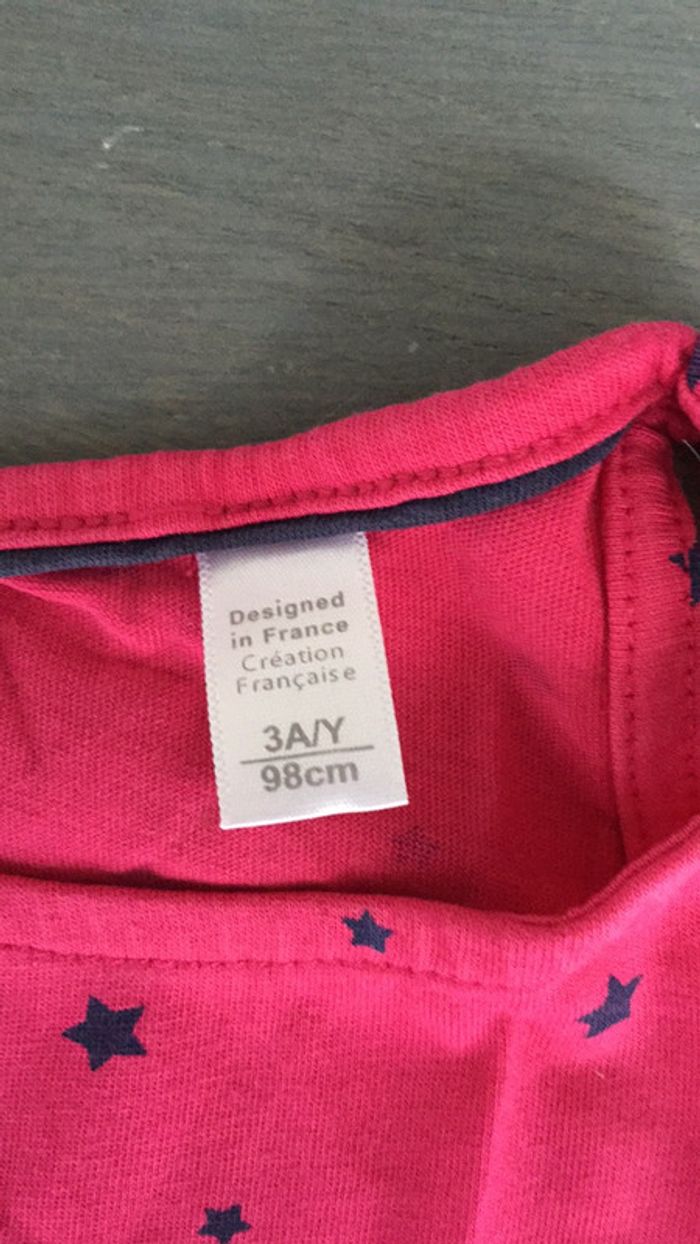 Designed
in France
Création
Française
3A/Y
98cm